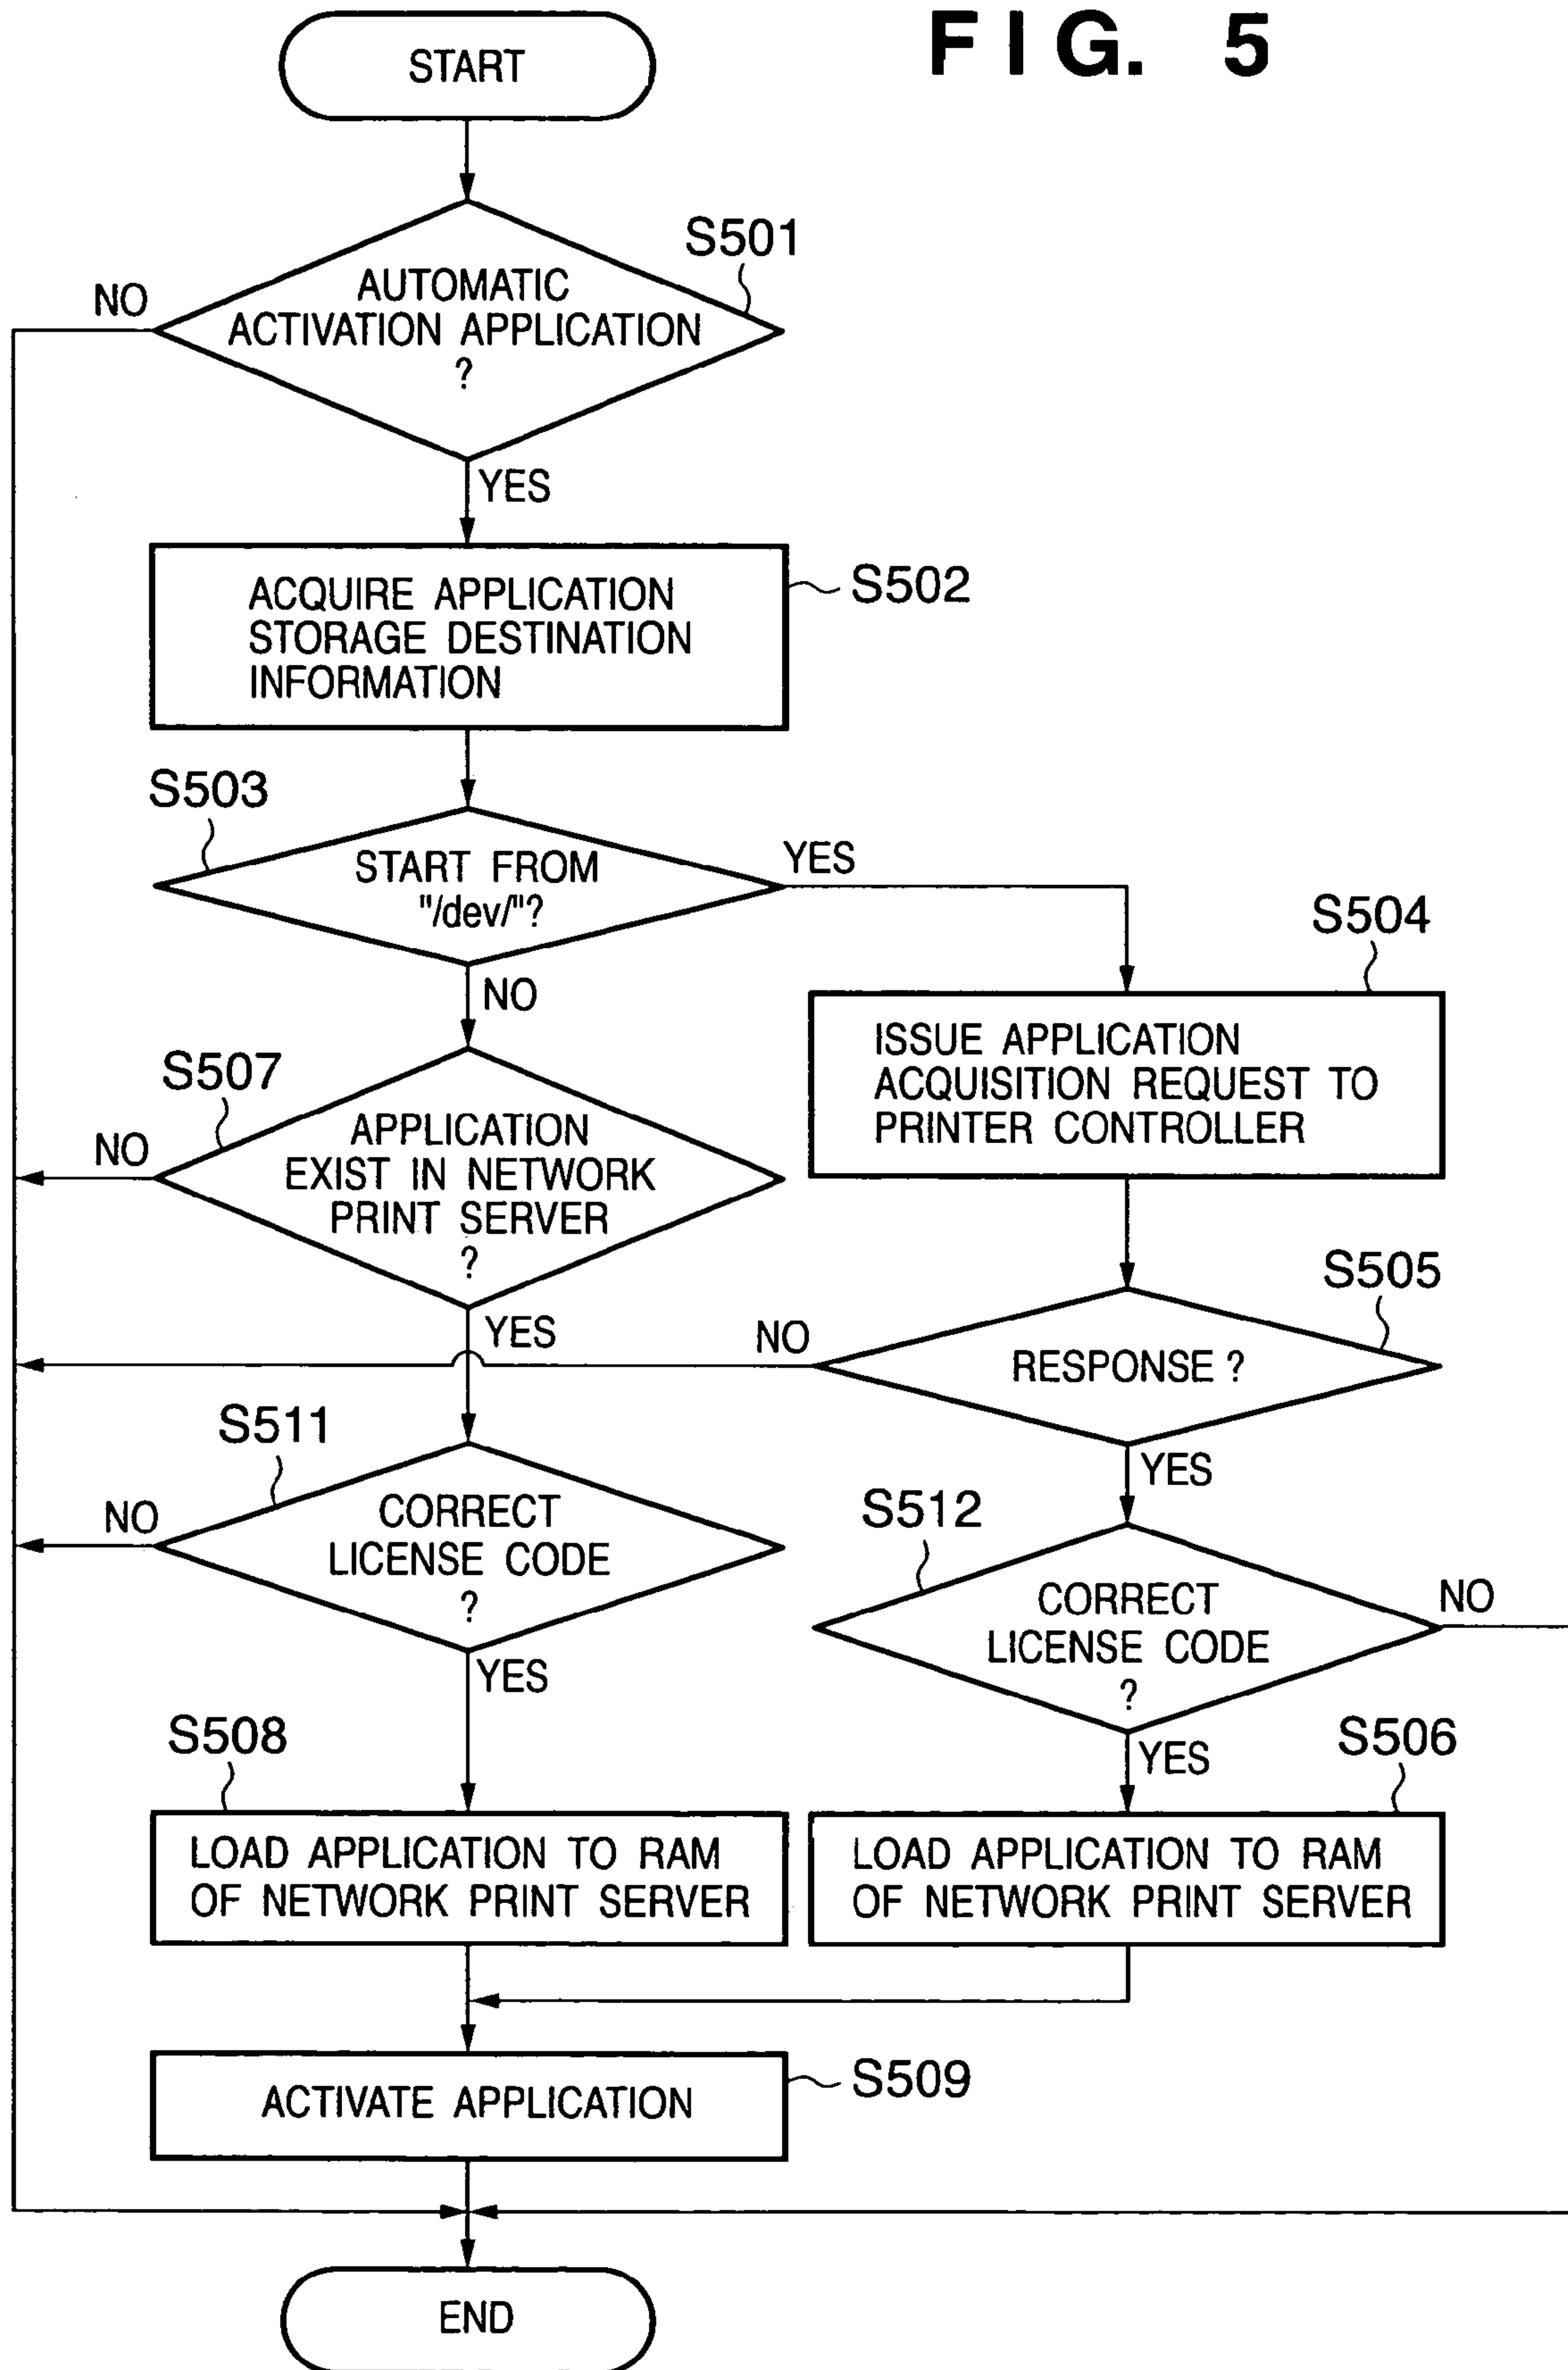 FIG. 5
START
S501
NO
AUTOMATIC
ACTIVATION APPLICATION
?
YES
S502
ACQUIRE APPLICATION
STORAGE DESTINATION
INFORMATION
S503
START FROM
"/dev/"?
YES
NO
S504
ISSUE APPLICATION
ACQUISITION REQUEST TO
PRINTER CONTROLLER
S507
NO
APPLICATION
EXIST IN NETWORK
PRINT SERVER
?
YES
S505
NO
RESPONSE ?
YES
S511
NO
CORRECT
LICENSE CODE
?
YES
S512
CORRECT
LICENSE CODE
?
NO
YES
S508
LOAD APPLICATION TO RAM
OF NETWORK PRINT SERVER
S506
LOAD APPLICATION TO RAM
OF NETWORK PRINT SERVER
S509
ACTIVATE APPLICATION
END